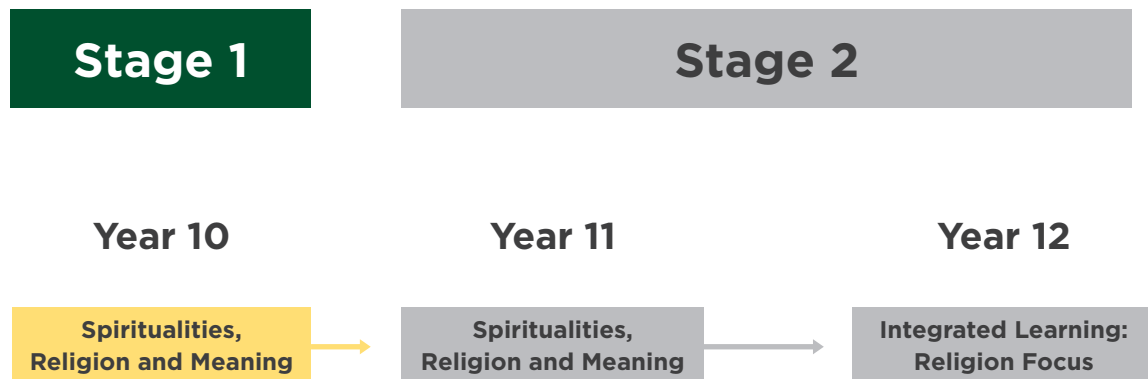 Stage 1
Stage 2
Year 10
Year 11
Year 12
Spiritualities,
Religion and Meaning
Spiritualities,
Religion and Meaning
Integrated Learning:
Religion Focus